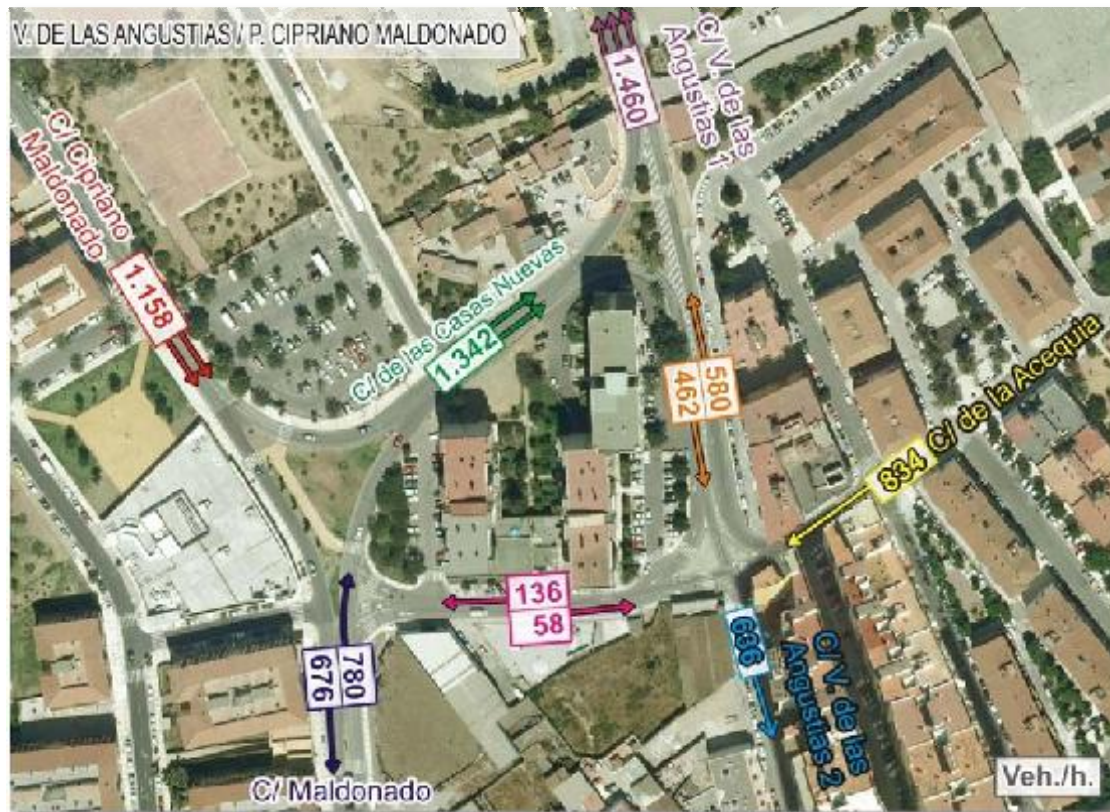 V. DE LAS ANGUSTIAS / P. CIPRIANO MALDONADO
1.460
C/ V. de las
Angustias 1
C/ Cipriano
Maldonado
1.158
C/ de las Casas Nuevas
1.342
580
462
834 C/ de la Acequia
136
58
686
C/ V. de las
Angustias 2
780
676
C/ Maldonado
Veh./h.